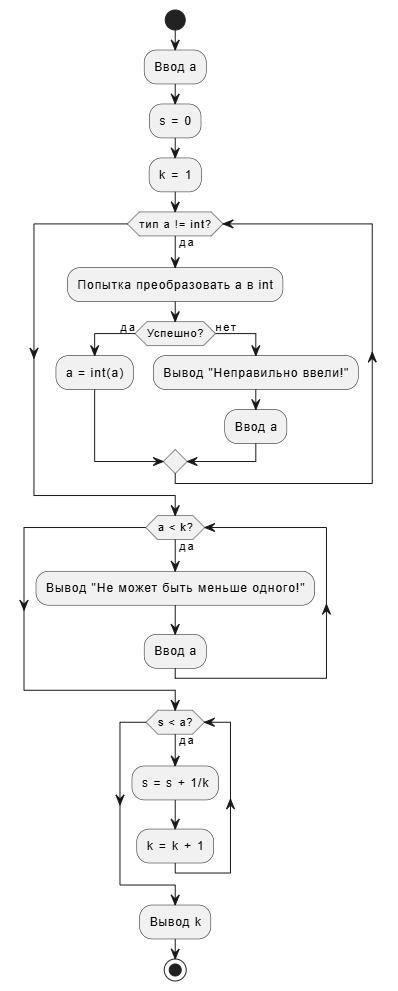 Ввод a
s = 0
k = 1
тип a != int?
да
Попытка преобразовать a в int
да
Успешно?
нет
a = int(a)
Вывод "Неправильно ввели!"
Ввод a
a < k?
да
Вывод "Не может быть меньше одного!"
Ввод a
s < a?
да
s = s + 1/k
k = k + 1
Вывод k